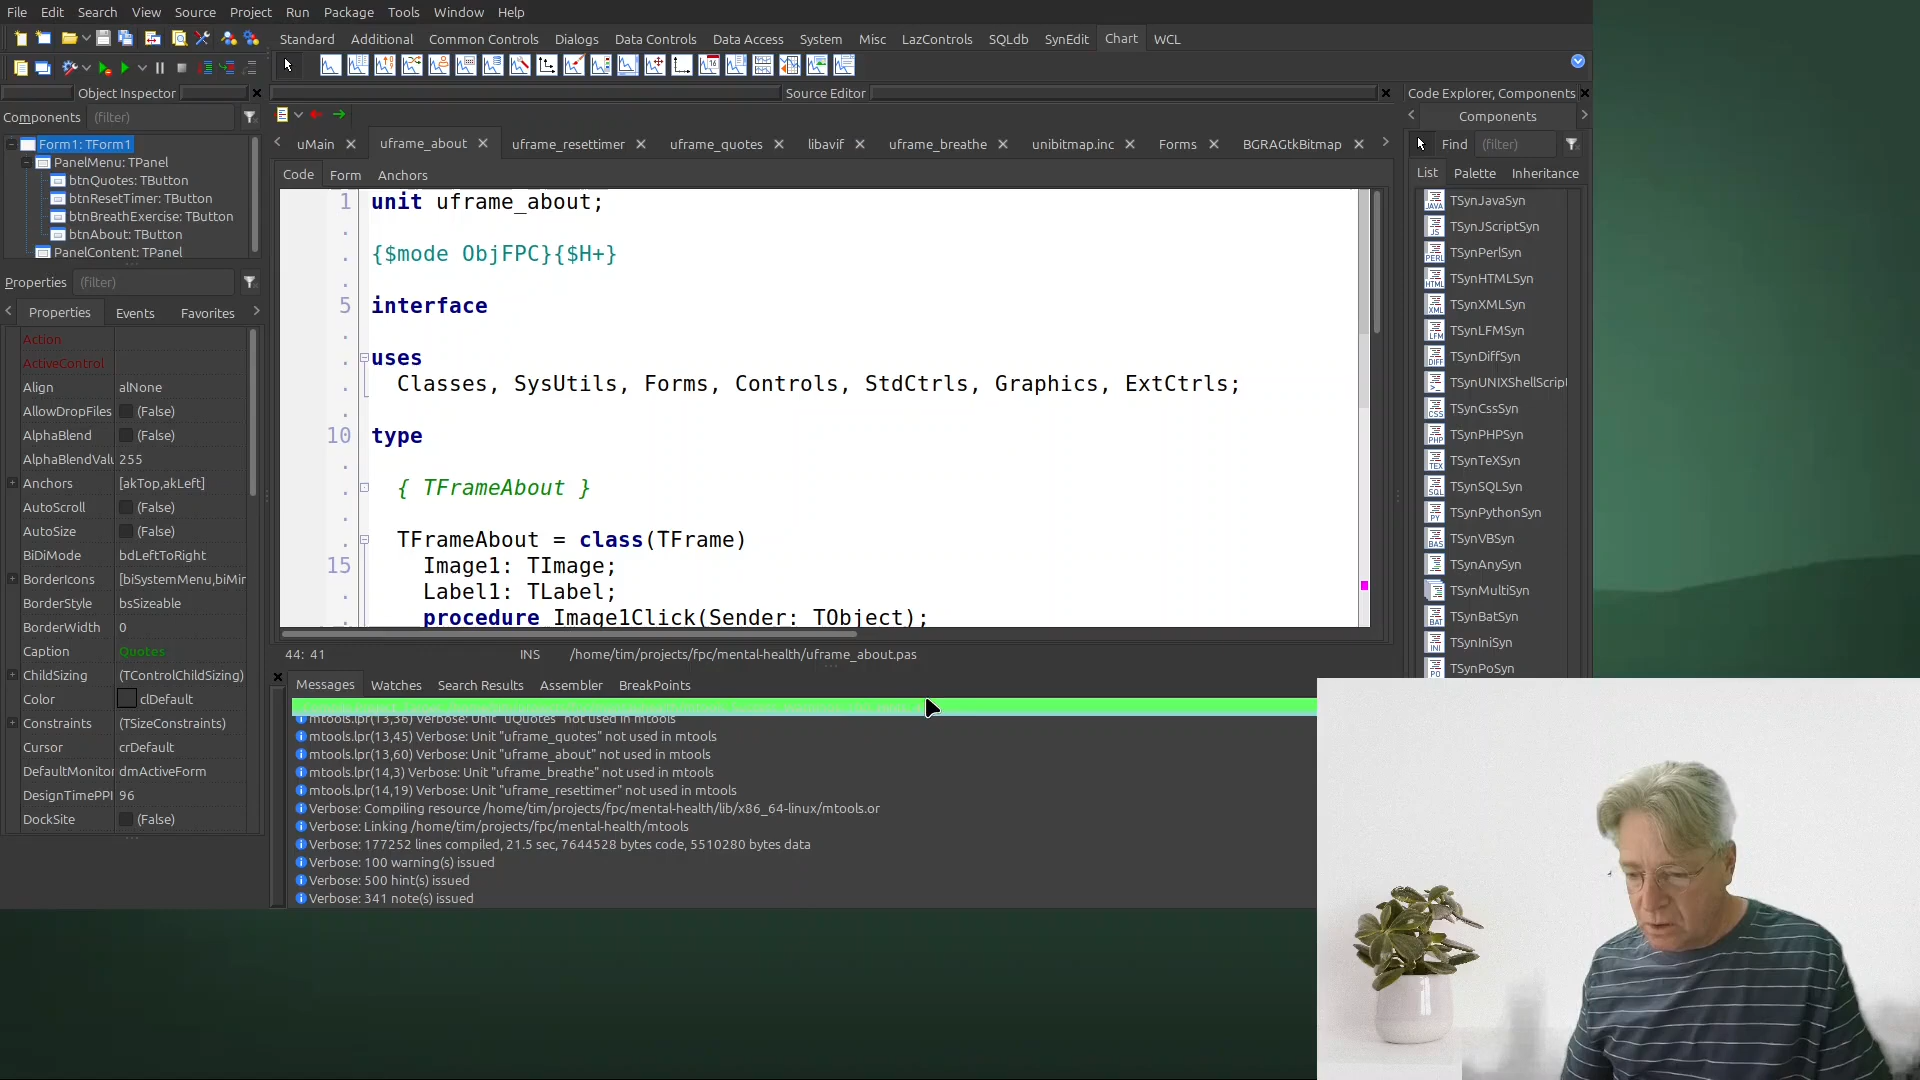 File Edit Search View Source Project Run Package Tools Window Help
Standard Additional Common Controls Dialogs Data Controls Data Access System Misc LazControls SQLdb SynEdit Chart WCL
Object Inspector
Components (filter)
Form1: TForm1
PanelMenu: TPanel
btnQuotes: TButton
btnResetTimer: TButton
btnBreathExercise: TButton
btnAbout: TButton
PanelContent: TPanel
Properties (filter)
Properties Events Favorites
Action
ActiveControl
Align alNone
AllowDropFiles (False)
AlphaBlend (False)
AlphaBlendValu 255
Anchors [akTop,akLeft]
AutoScroll (False)
AutoSize (False)
BiDiMode bdLeftToRight
BorderIcons [biSystemMenu,biMin
BorderStyle bsSizeable
BorderWidth 0
Caption Quotes
ChildSizing (TControlChildSizing)
Color clDefault
Constraints (TSizeConstraints)
Cursor crDefault
DefaultMonitor dmActiveForm
DesignTimePPI 96
DockSite (False)
Source Editor
uMain uframe_about uframe_resettimer uframe_quotes libavif uframe_breathe unibitmap.inc Forms BGRAGtkBitmap
Code Form Anchors
1 unit uframe_about;
{$mode ObjFPC}{$H+}
5 interface
uses
Classes, SysUtils, Forms, Controls, StdCtrls, Graphics, ExtCtrls;
10 type
{ TFrameAbout }
TFrameAbout = class(TFrame)
15 Image1: TImage;
Label1: TLabel;
procedure Image1Click(Sender: TObject);
44: 41 INS /home/tim/projects/fpc/mental-health/uframe_about.pas
Messages Watches Search Results Assembler BreakPoints
mtools.lpr(13,36) Verbose: Unit "uQuotes" not used in mtools
mtools.lpr(13,45) Verbose: Unit "uframe_quotes" not used in mtools
mtools.lpr(13,60) Verbose: Unit "uframe_about" not used in mtools
mtools.lpr(14,3) Verbose: Unit "uframe_breathe" not used in mtools
mtools.lpr(14,19) Verbose: Unit "uframe_resettimer" not used in mtools
Verbose: Compiling resource /home/tim/projects/fpc/mental-health/lib/x86_64-linux/mtools.or
Verbose: Linking /home/tim/projects/fpc/mental-health/mtools
Verbose: 177252 lines compiled, 21.5 sec, 7644528 bytes code, 5510280 bytes data
Verbose: 100 warning(s) issued
Verbose: 500 hint(s) issued
Verbose: 341 note(s) issued
Code Explorer, Components
Components
Find (filter)
List Palette Inheritance
TSynJavaSyn
TSynJScriptSyn
TSynPerlSyn
TSynHTMLSyn
TSynXMLSyn
TSynLFMSyn
TSynDiffSyn
TSynUNIXShellScript
TSynCssSyn
TSynPHPSyn
TSynTeXSyn
TSynSQLSyn
TSynPythonSyn
TSynVBSyn
TSynAnySyn
TSynMultiSyn
TSynBatSyn
TSynIniSyn
TSynPoSyn